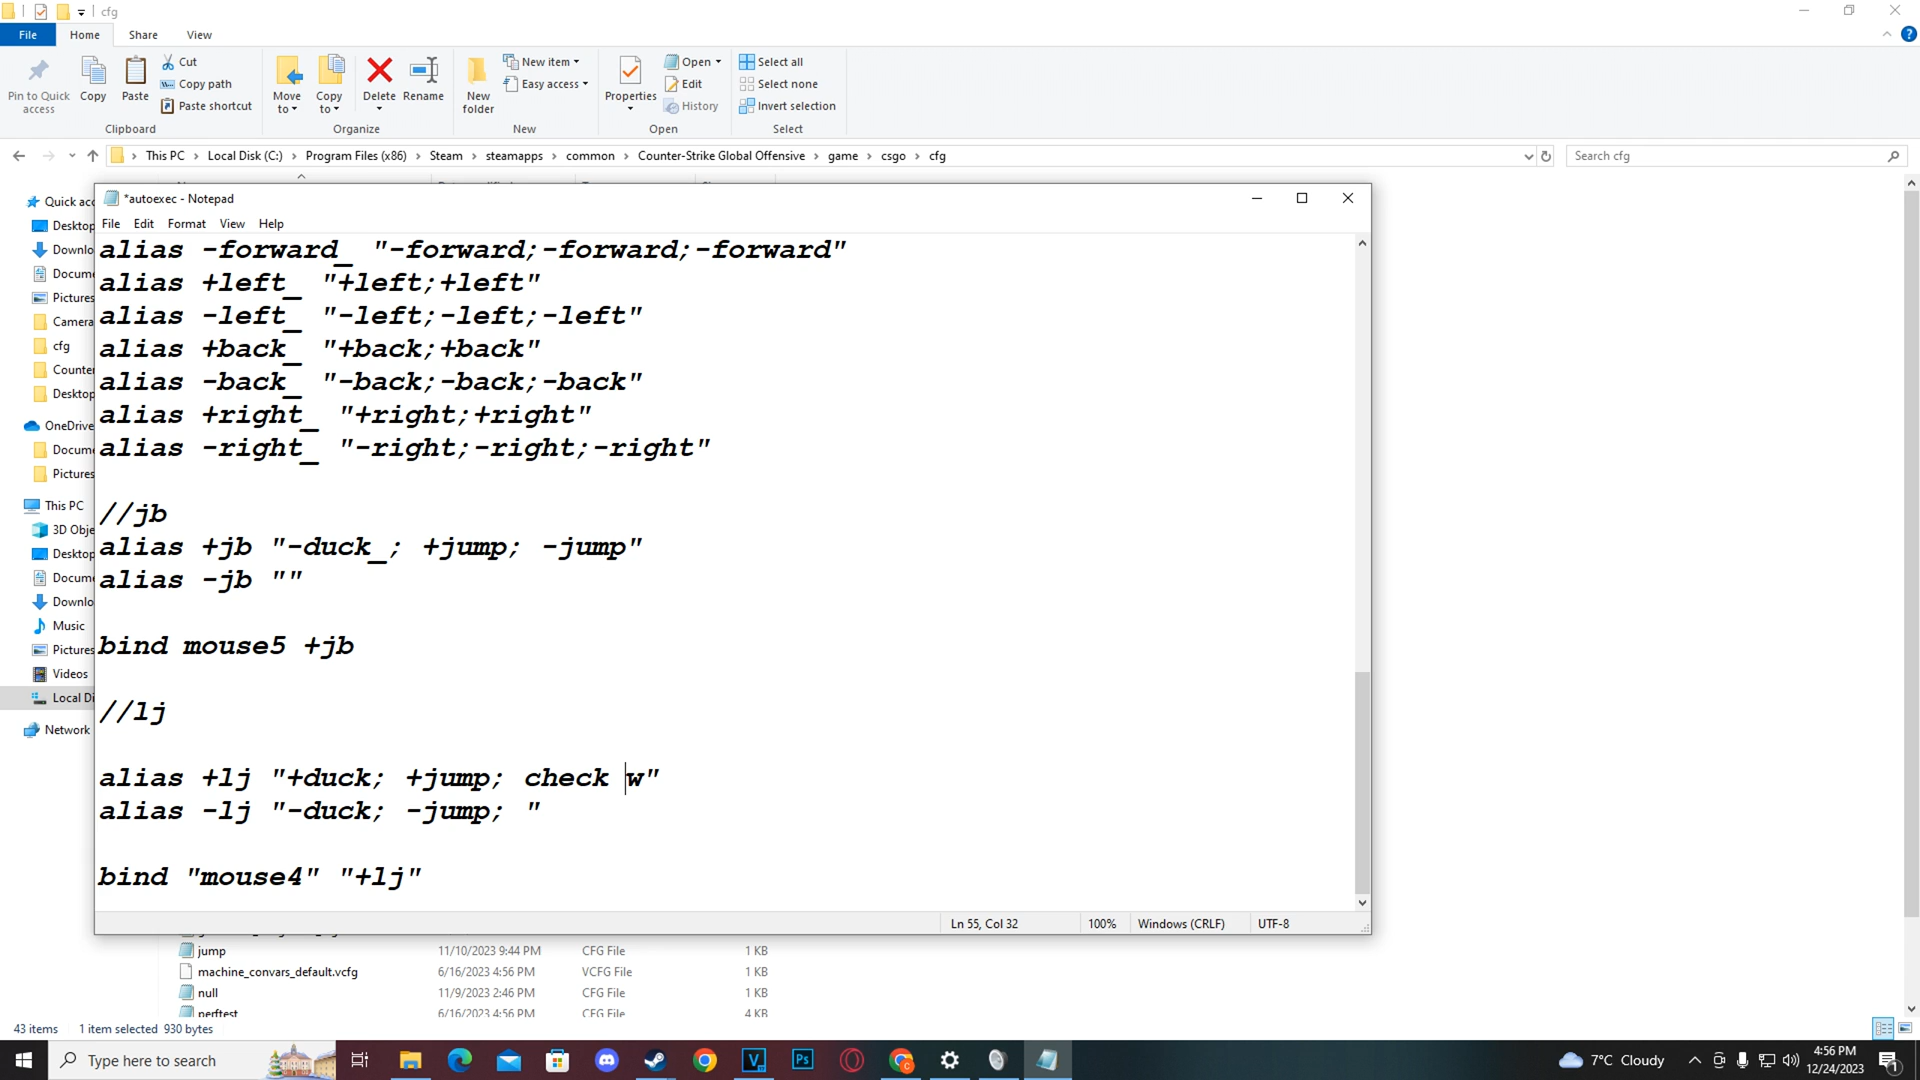 cfg
File Home Share View
Pin to Quick access
Copy
Paste
Cut
Copy path
Paste shortcut
Clipboard
Move to
Copy to
Delete
Rename
Organize
New folder
New item
Easy access
New
Properties
Open
Edit
History
Open
Select all
Select none
Invert selection
Select
This PC > Local Disk (C:) > Program Files (x86) > Steam > steamapps > common > Counter-Strike Global Offensive > game > csgo > cfg
Search cfg
Quick acc
Desktop
Downlo
Docume
Pictures
Camera
cfg
Counter
Desktop
OneDrive
Docume
Pictures
This PC
3D Obje
Desktop
Docume
Downlo
Music
Pictures
Videos
Local Di
Network
*autoexec - Notepad
File Edit Format View Help
alias -forward_ "-forward;-forward;-forward"
alias +left_ "+left;+left"
alias -left_ "-left;-left;-left"
alias +back_ "+back;+back"
alias -back_ "-back;-back;-back"
alias +right_ "+right;+right"
alias -right_ "-right;-right;-right"
//jb
alias +jb "-duck_; +jump; -jump"
alias -jb ""
bind mouse5 +jb
//lj
alias +lj "+duck; +jump; check w"
alias -lj "-duck; -jump; "
bind "mouse4" "+lj"
Ln 55, Col 32 100% Windows (CRLF) UTF-8
jump 11/10/2023 9:44 PM CFG File 1 KB
machine_convars_default.vcfg 6/16/2023 4:56 PM VCFG File 1 KB
null 11/9/2023 2:46 PM CFG File 1 KB
perftest 6/16/2023 4:56 PM CFG File 4 KB
43 items 1 item selected 930 bytes
Type here to search
7°C Cloudy
4:56 PM
12/24/2023
1